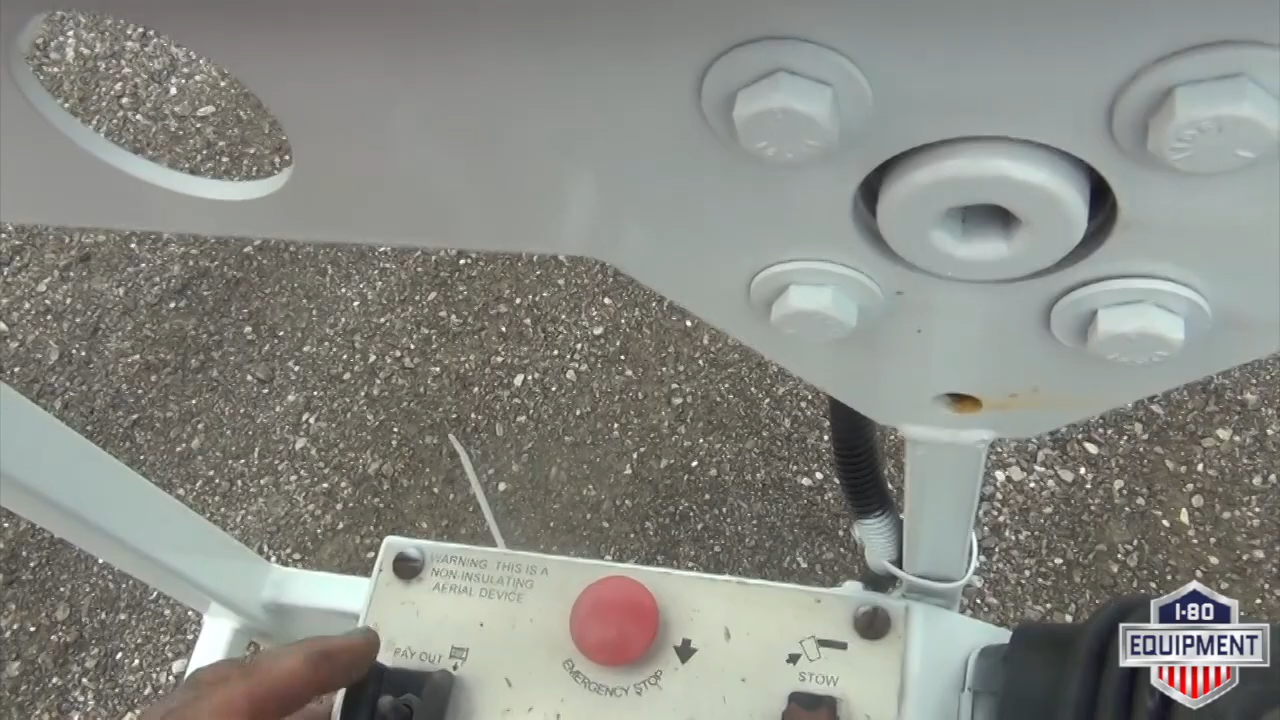 WARNING THIS IS A
NON-INSULATING
AERIAL DEVICE
PAY OUT
EMERGENCY STOP
STOW
I-80
EQUIPMENT